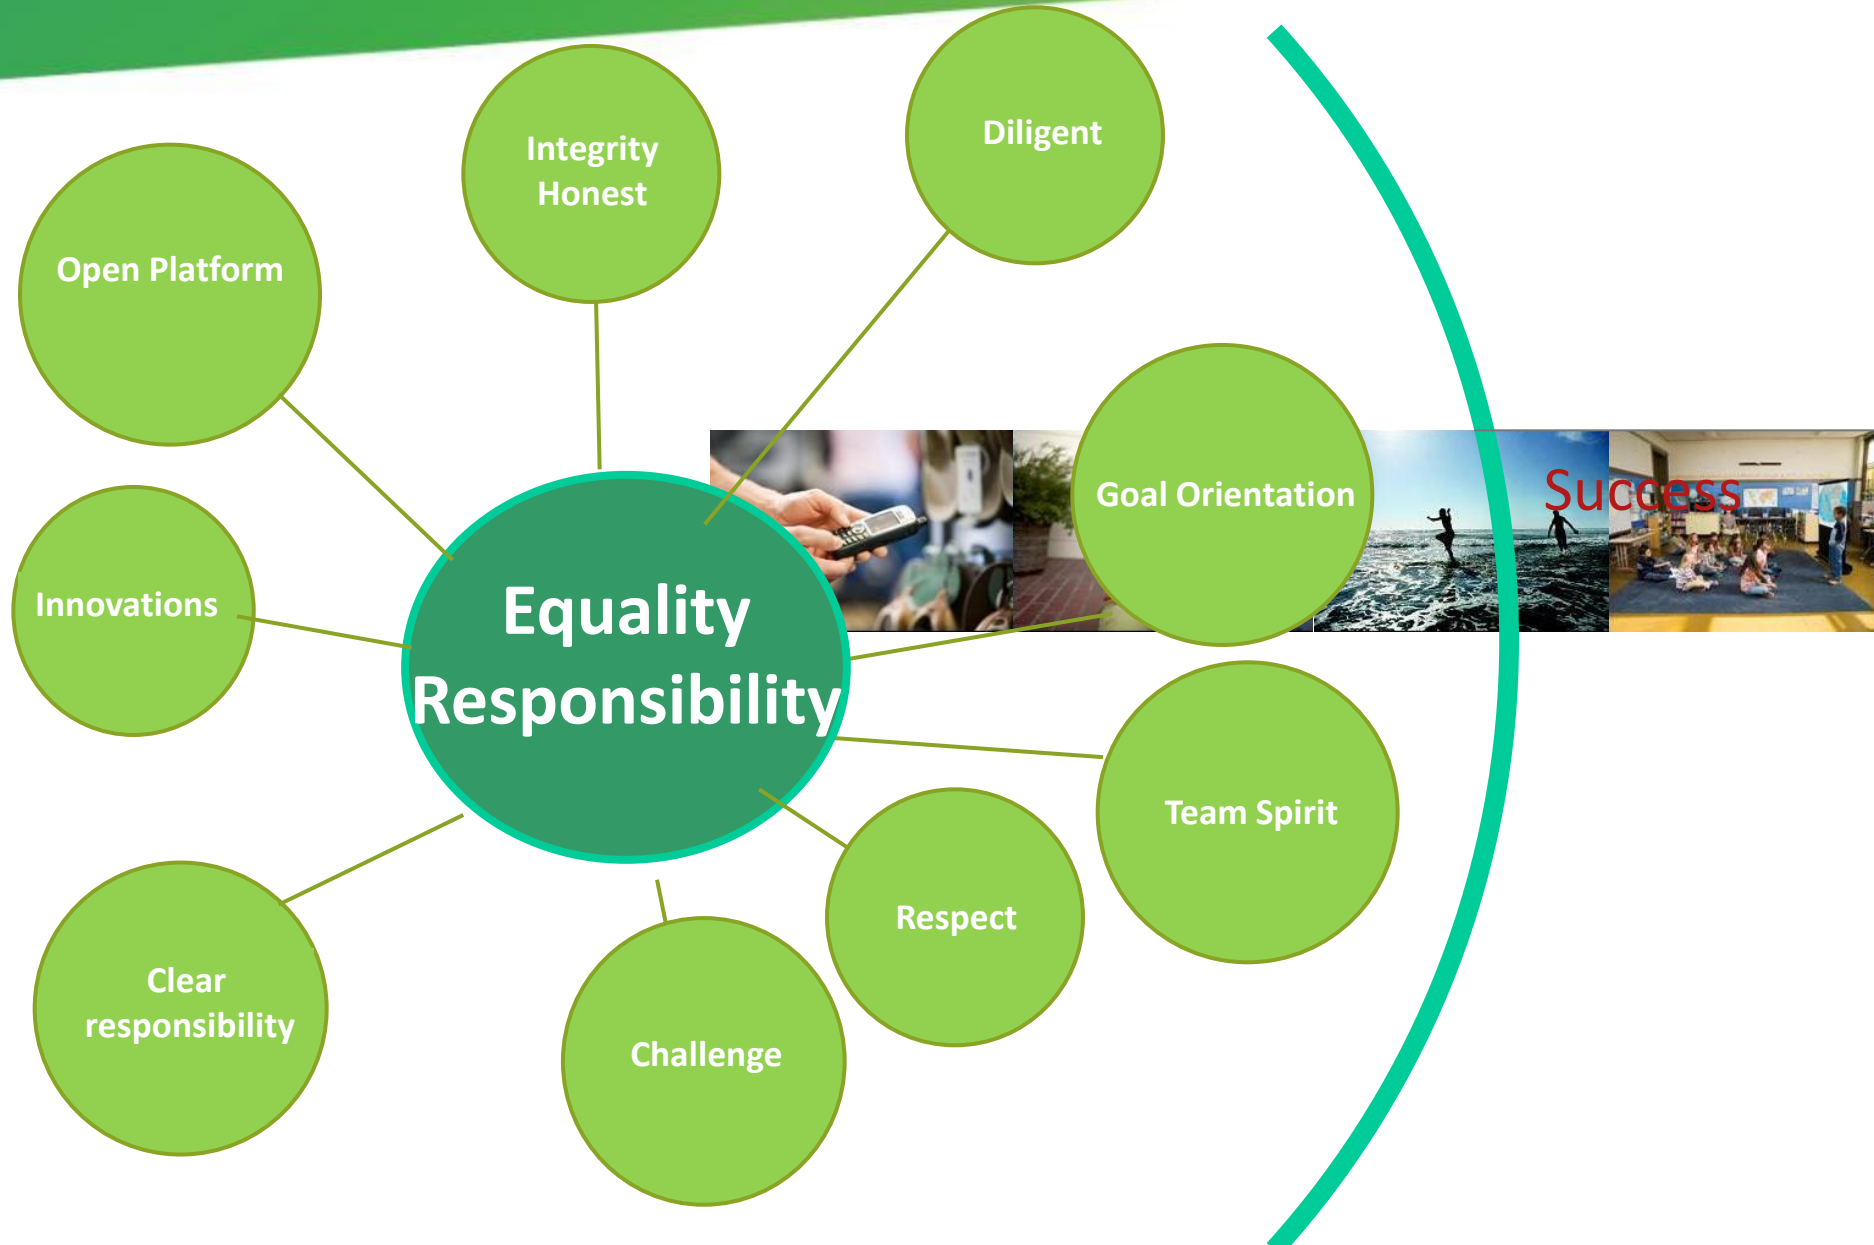 Diligent
Integrity
Honest
Open Platform
Goal Orientation
Success
Innovations
Equality
Responsibility
Team Spirit
Respect
Clear
responsibility
Challenge